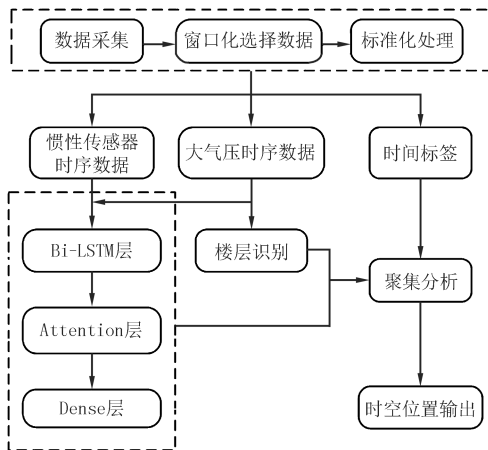 数据采集
窗口化选择数据
标准化处理
惯性传感器
时序数据
大气压时序数据
时间标签
Bi-LSTM层
楼层识别
聚集分析
Attention层
Dense层
时空位置输出